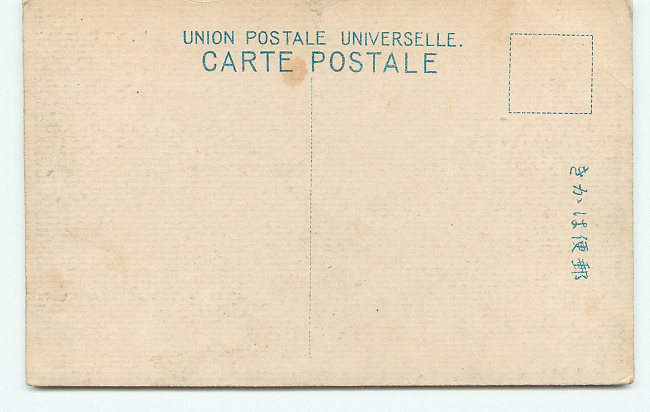 UNION POSTALE UNIVERSELLE.
CARTE POSTALE
郵便はかき